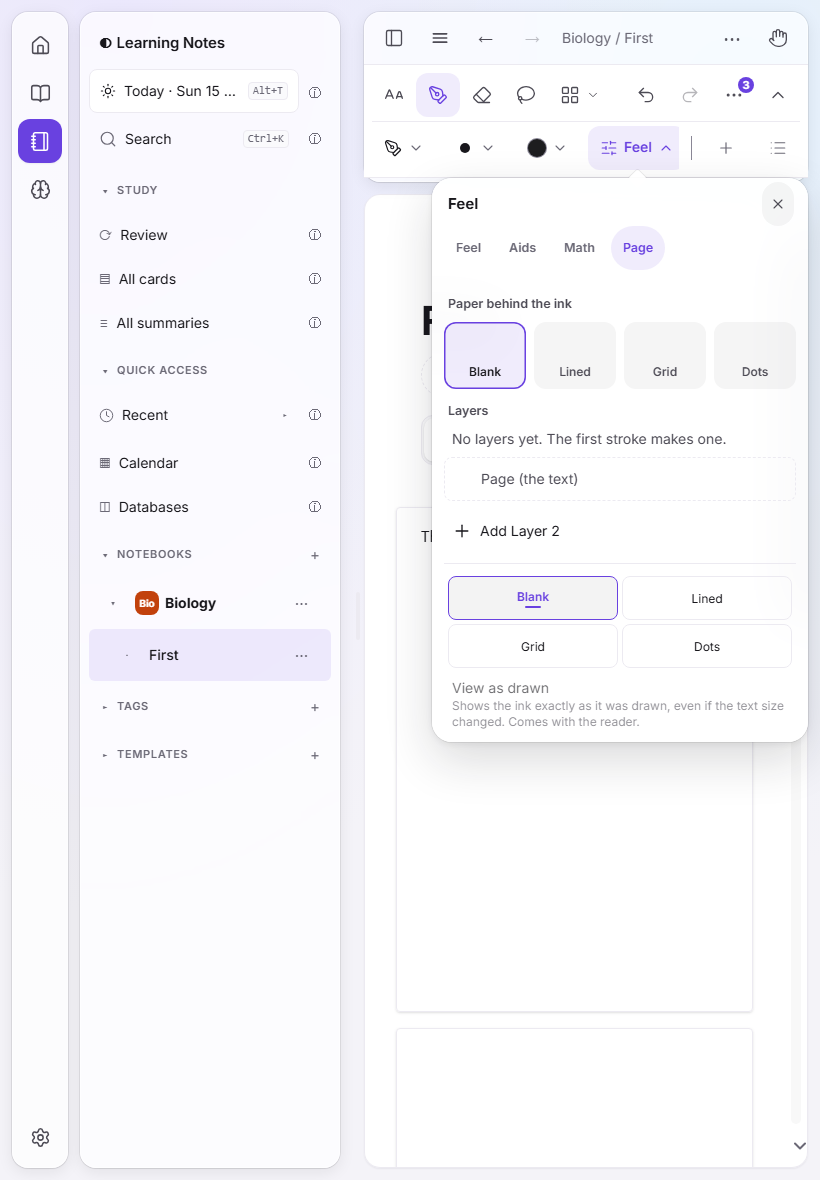 Learning Notes
Today · Sun 15 ... Alt+T
Search Ctrl+K
STUDY
Review
All cards
All summaries
QUICK ACCESS
Recent
Calendar
Databases
NOTEBOOKS
Bio Biology
First
TAGS
TEMPLATES
Biology / First
AA
3
Feel
Feel
Feel Aids Math Page
Paper behind the ink
Blank Lined Grid Dots
Layers
No layers yet. The first stroke makes one.
Page (the text)
Add Layer 2
Blank Lined
Grid Dots
View as drawn
Shows the ink exactly as it was drawn, even if the text size
changed. Comes with the reader.